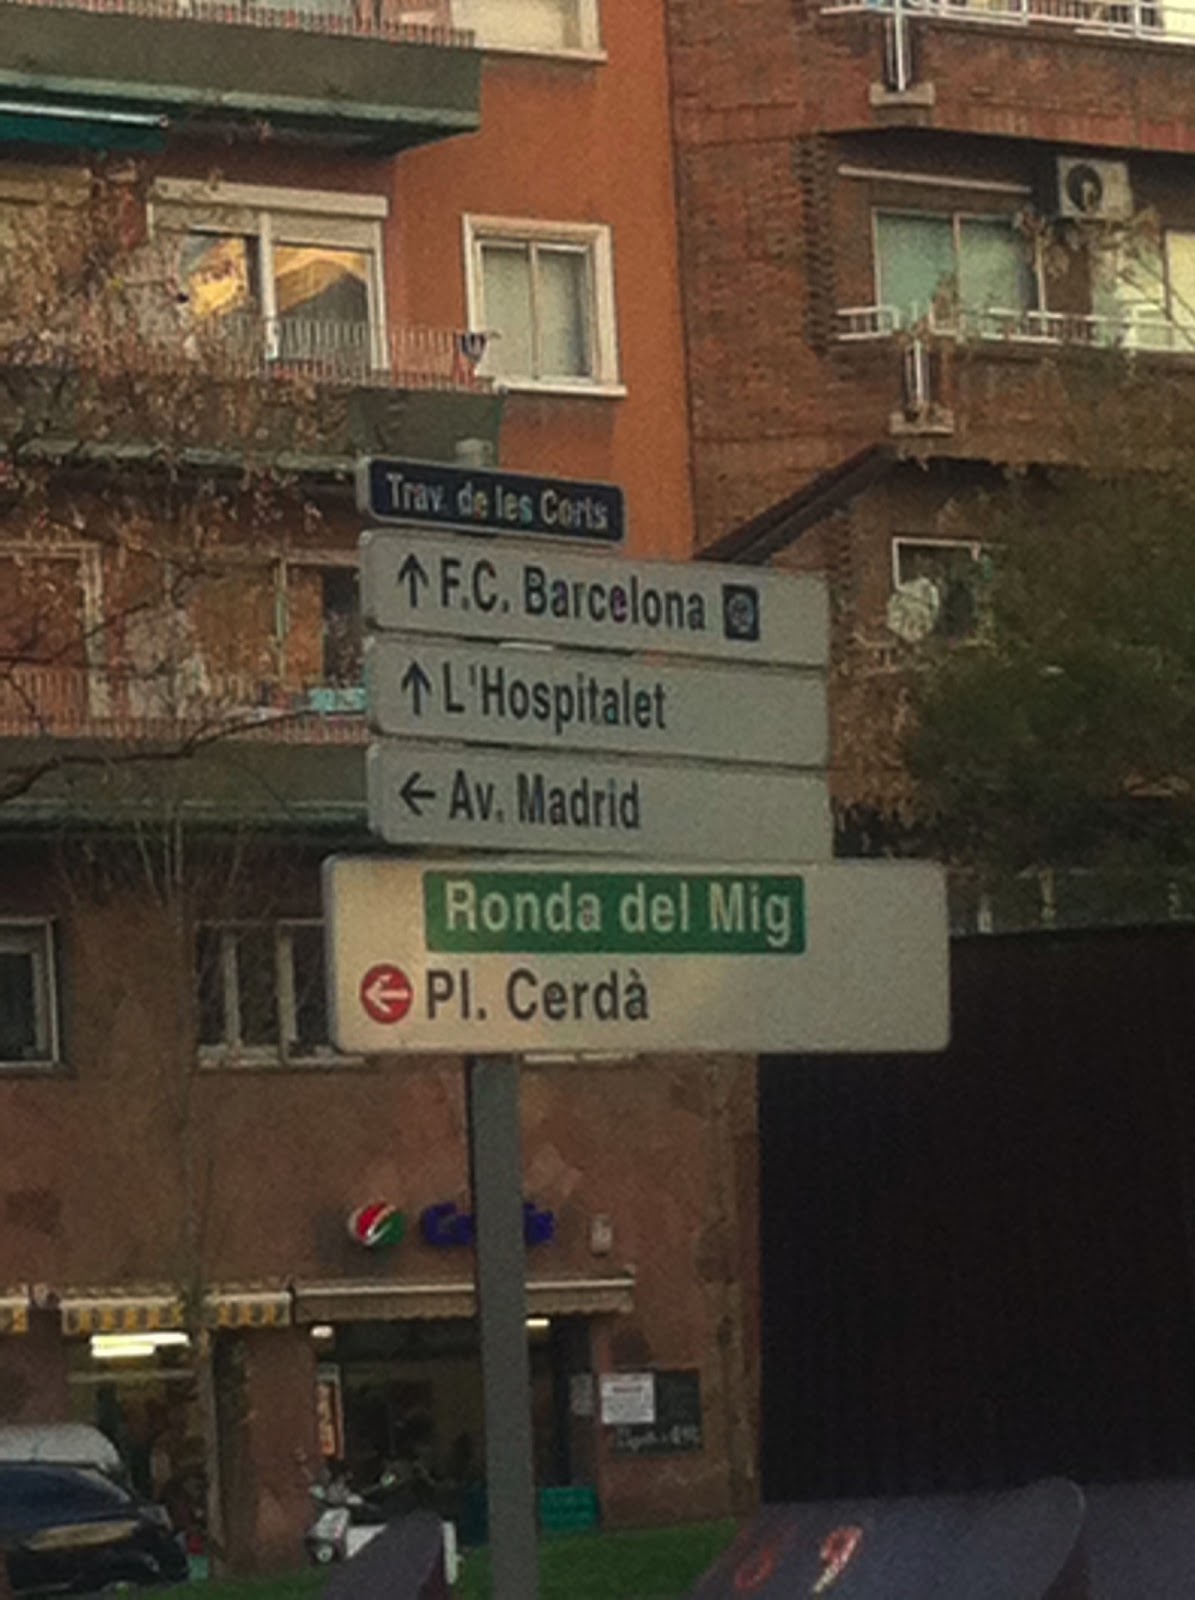 Trav. de les Corts
F.C. Barcelona
L'Hospitalet
Av. Madrid
Ronda del Mig
Pl. Cerdà